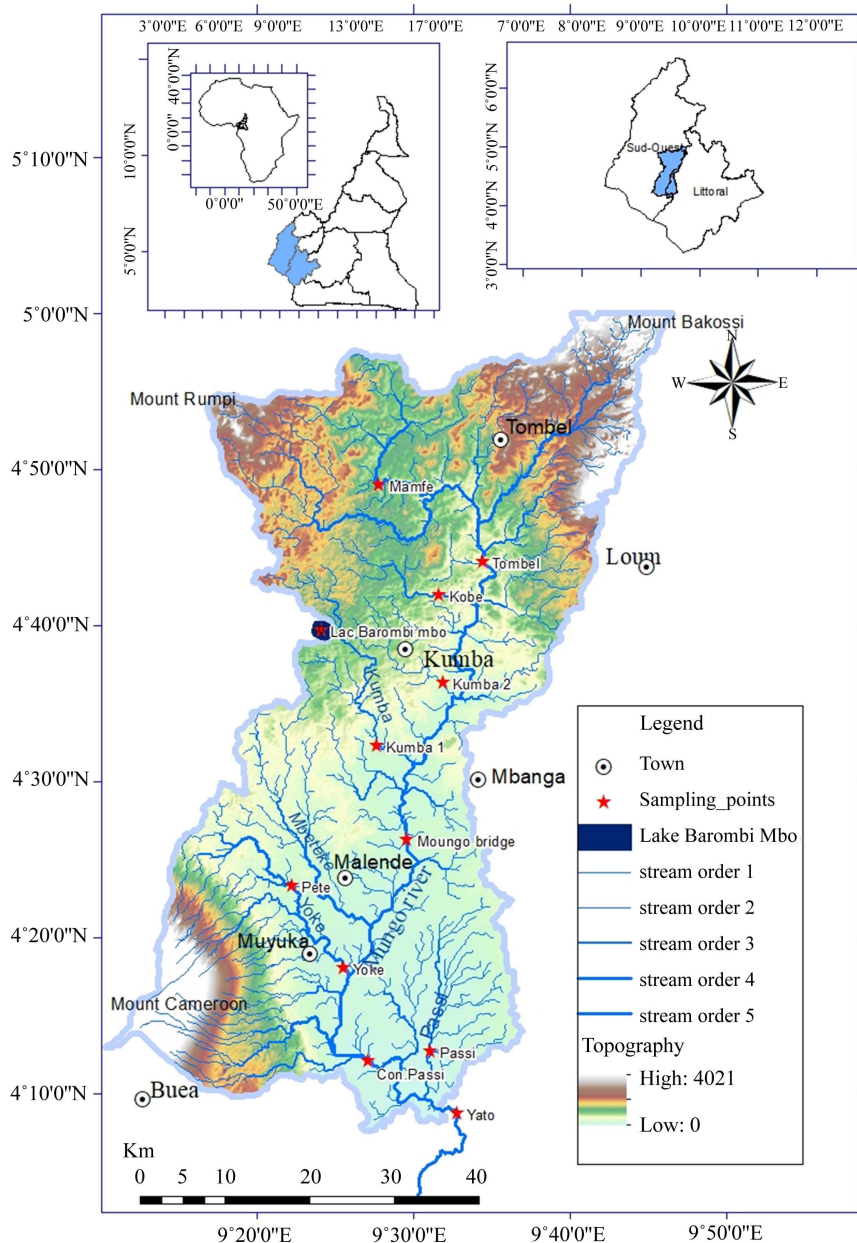 3°0'0"E 6°0'0"E 9°0'0"E 13°0'0"E 17°0'0"E 7°0'0"E 8°0'0"E 9°0'0"E 10°0'0"E 11°0'0"E 12°0'0"E
40°0'0"N
0°0'0"N
0°0'0"E 50°0'0"E
10°0'0"N
5°0'0"N
6°0'0"N
5°0'0"N
4°0'0"N
3°0'0"N
Sud-Ouest
Littoral
5°10'0"N
5°0'0"N
4°50'0"N
4°40'0"N
4°30'0"N
4°20'0"N
4°10'0"N
Mount Bakossi
N
W E
S
Mount Rumpi
Tombel
Mamfe
Loum
Tombel
Kobe
Lac Barombi mbo
Kumba
Kumba
Kumba 2
Kumba 1
Mbanga
Mbeteke
Moungo bridge
Malende
Pete
Yoke
Mungo river
Muyuka
Yoke
Mount Cameroon
Passi
Passi
Con.Passi
Buea
Yato
Legend
Town
Sampling_points
Lake Barombi Mbo
stream order 1
stream order 2
stream order 3
stream order 4
stream order 5
Topography
High: 4021
Low: 0
Km
0 5 10 20 30 40
9°20'0"E 9°30'0"E 9°40'0"E 9°50'0"E